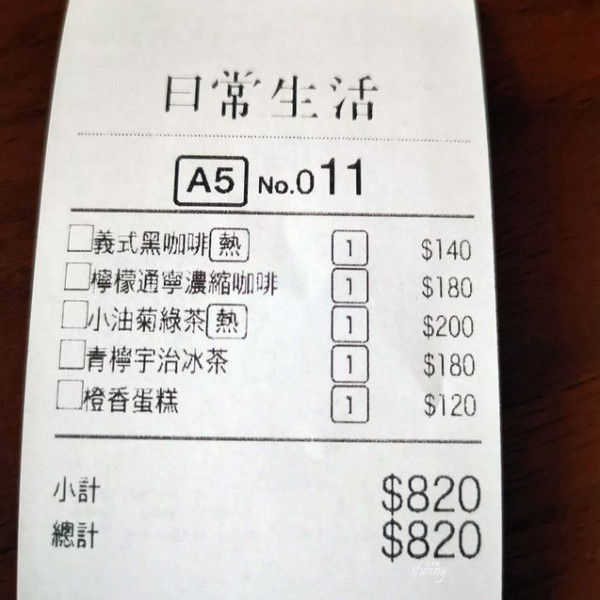 日常生活
A5 No.011
義式黑咖啡 熱 1 $140
檸檬通寧濃縮咖啡 1 $180
小油菊綠茶 熱 1 $200
青檸宇治冰茶 1 $180
橙香蛋糕 1 $120
小計 $820
總計 $820